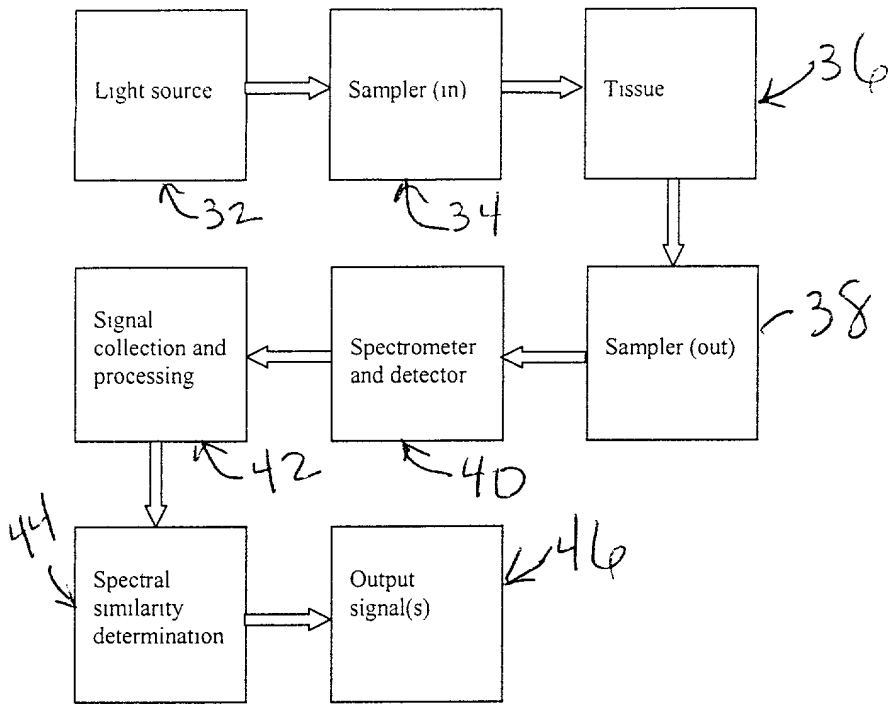 Light source
Sampler (in)
Tissue
36
32
34
Signal
collection and
processing
Spectrometer
and detector
Sampler (out)
38
42
40
44
Spectral
similarity
determination
Output
signal(s)
46